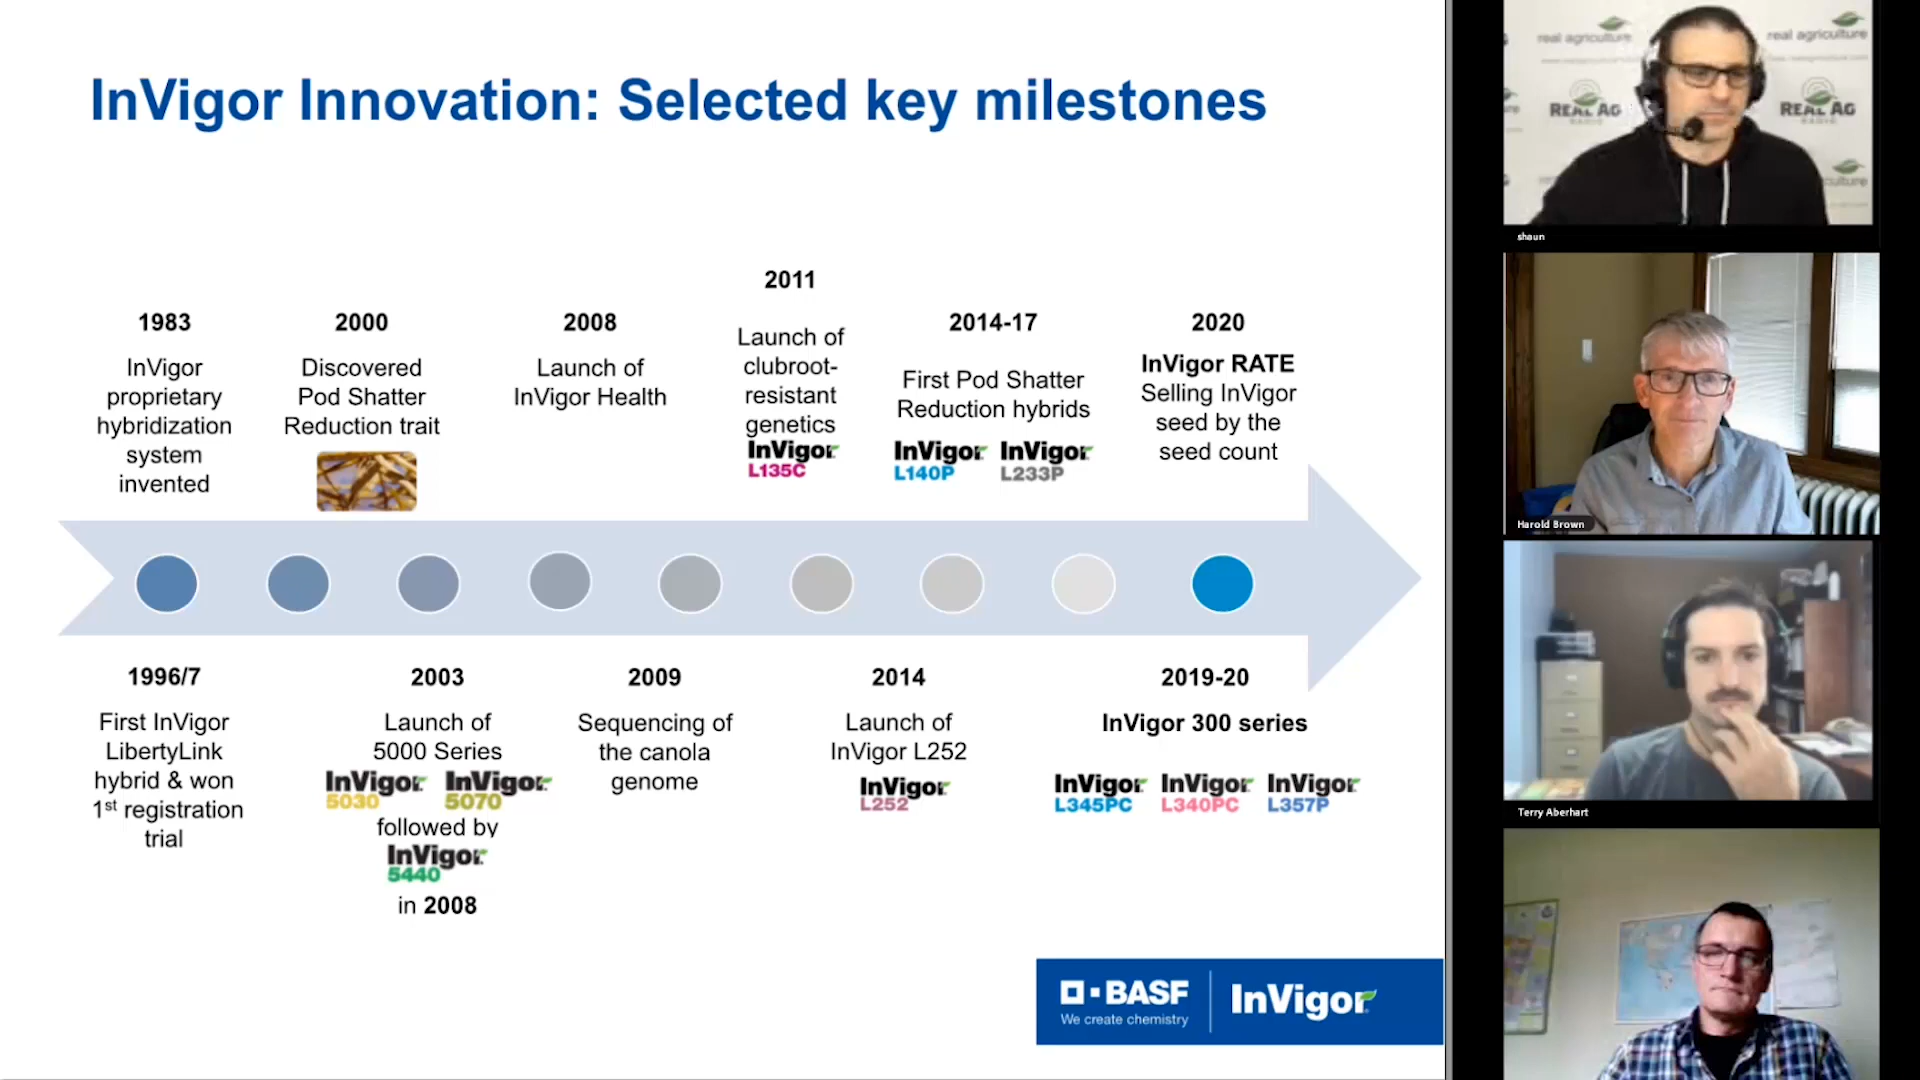 InVigor Innovation: Selected key milestones
1983
InVigor
proprietary
hybridization
system
invented
2000
Discovered
Pod Shatter
Reduction trait
2008
Launch of
InVigor Health
2011
Launch of
clubroot-
resistant
genetics
InVigor
L135C
2014-17
First Pod Shatter
Reduction hybrids
InVigor InVigor
L140P L233P
2020
InVigor RATE
Selling InVigor
seed by the
seed count
1996/7
First InVigor
LibertyLink
hybrid & won
1st registration
trial
2003
Launch of
5000 Series
InVigor InVigor
5030 5070
followed by
InVigor
5440
in 2008
2009
Sequencing of
the canola
genome
2014
Launch of
InVigor L252
InVigor
L252
2019-20
InVigor 300 series
InVigor InVigor InVigor
L345PC L340PC L357P
BASF
We create chemistry
InVigor
real agriculture real agriculture
REAL AG REAL AG
RADIO RADIO
shaun
Harold Brown
Terry Aberhart